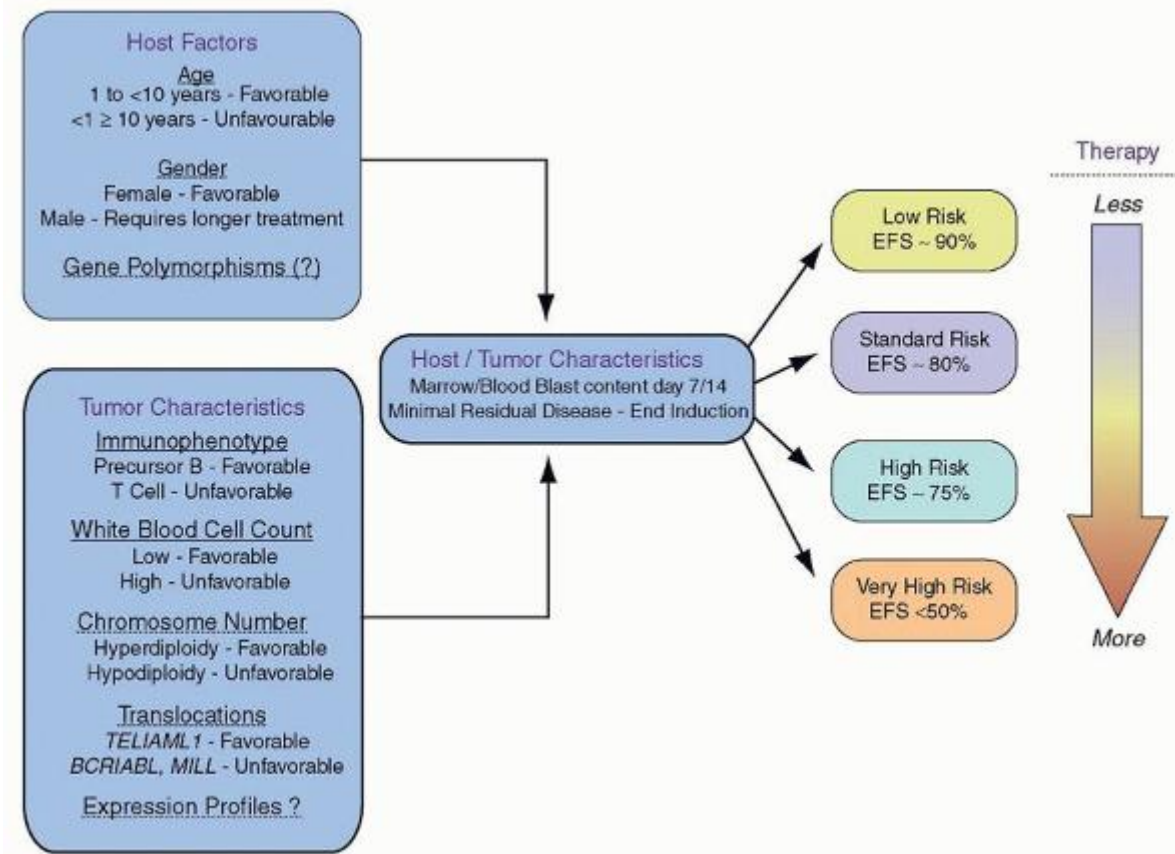 Host Factors
Age
1 to <10 years - Favorable
<1 ≥ 10 years - Unfavourable
Gender
Female - Favorable
Male - Requires longer treatment
Gene Polymorphisms (?)
Tumor Characteristics
Immunophenotype
Precursor B - Favorable
T Cell - Unfavorable
White Blood Cell Count
Low - Favorable
High - Unfavorable
Chromosome Number
Hyperdiploidy - Favorable
Hypodiploidy - Unfavorable
Translocations
TELIAML1 - Favorable
BCRIABL, MILL - Unfavorable
Expression Profiles ?
Host / Tumor Characteristics
Marrow/Blood Blast content day 7/14
Minimal Residual Disease - End Induction
Low Risk
EFS ~ 90%
Standard Risk
EFS ~ 80%
High Risk
EFS ~ 75%
Very High Risk
EFS <50%
Therapy
Less
More